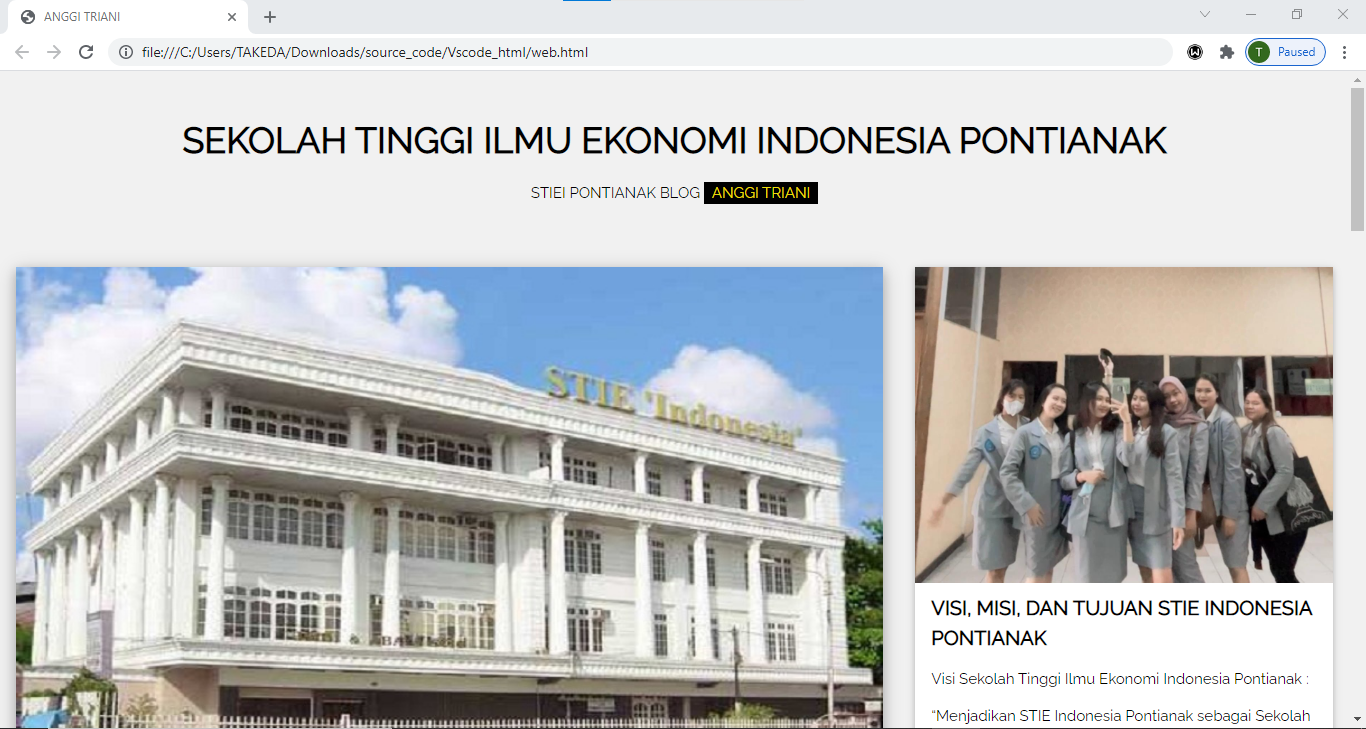 ANGGI TRIANI
file:///C:/Users/TAKEDA/Downloads/source_code/Vscode_html/web.html
T Paused
SEKOLAH TINGGI ILMU EKONOMI INDONESIA PONTIANAK
STIEI PONTIANAK BLOG ANGGI TRIANI
STIE 'Indonesia'
VISI, MISI, DAN TUJUAN STIE INDONESIA
PONTIANAK
Visi Sekolah Tinggi Ilmu Ekonomi Indonesia Pontianak :
“Menjadikan STIE Indonesia Pontianak sebagai Sekolah